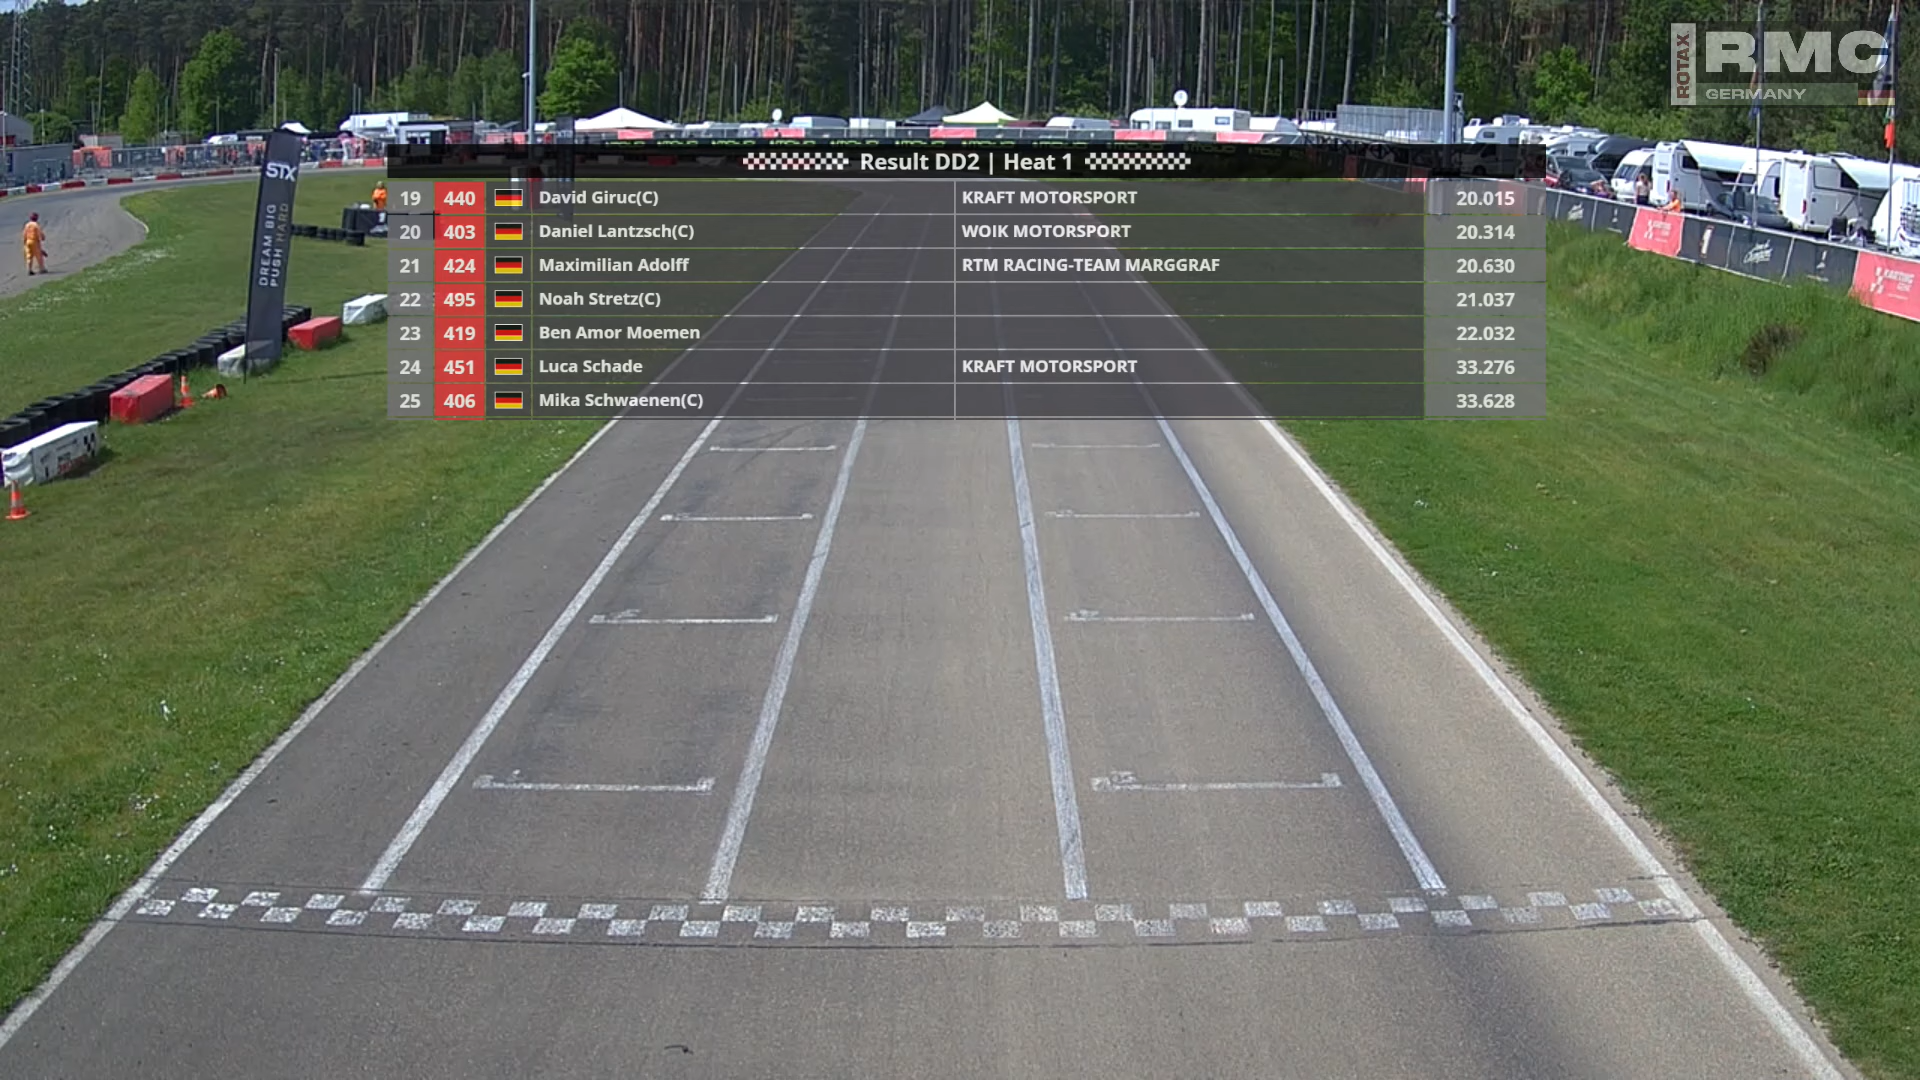 ROTAX RMC GERMANY
Result DD2 | Heat 1
19 440 David Giruc(C) KRAFT MOTORSPORT 20.015
20 403 Daniel Lantzsch(C) WOIK MOTORSPORT 20.314
21 424 Maximilian Adolff RTM RACING-TEAM MARGGRAF 20.630
22 495 Noah Stretz(C) 21.037
23 419 Ben Amor Moemen 22.032
24 451 Luca Schade KRAFT MOTORSPORT 33.276
25 406 Mika Schwaenen(C) 33.628
STX
DREAM BIG
PUSH HARD